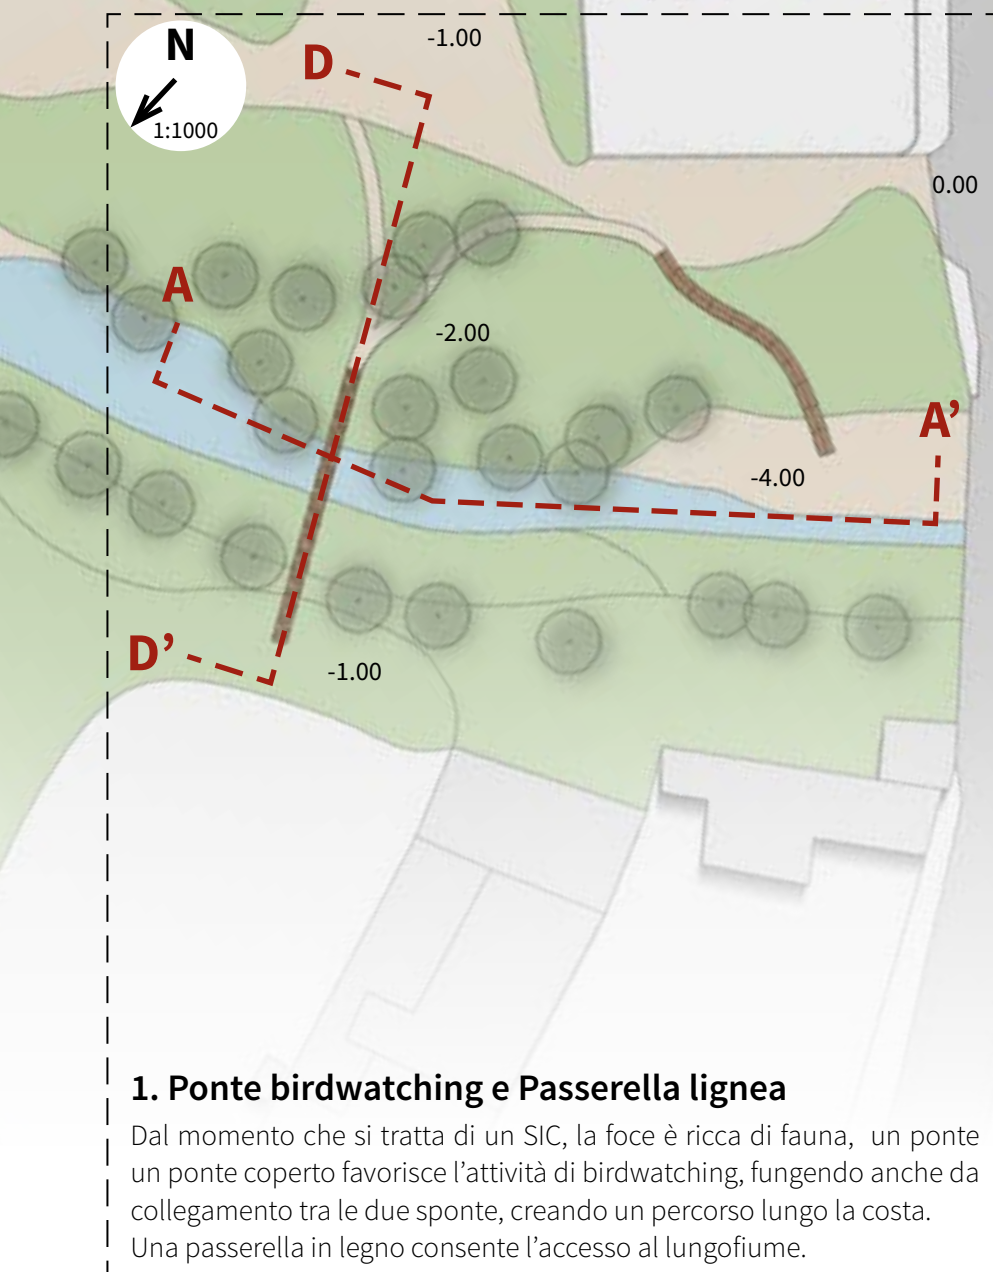 N
1:1000
D
-1.00
0.00
A
-2.00
A’
-4.00
D’
-1.00
1. Ponte birdwatching e Passerella lignea
Dal momento che si tratta di un SIC, la foce è ricca di fauna,  un ponte
un ponte coperto favorisce l’attività di birdwatching, fungendo anche da
collegamento tra le due sponte, creando un percorso lungo la costa.
Una passerella in legno consente l’accesso al lungofiume.